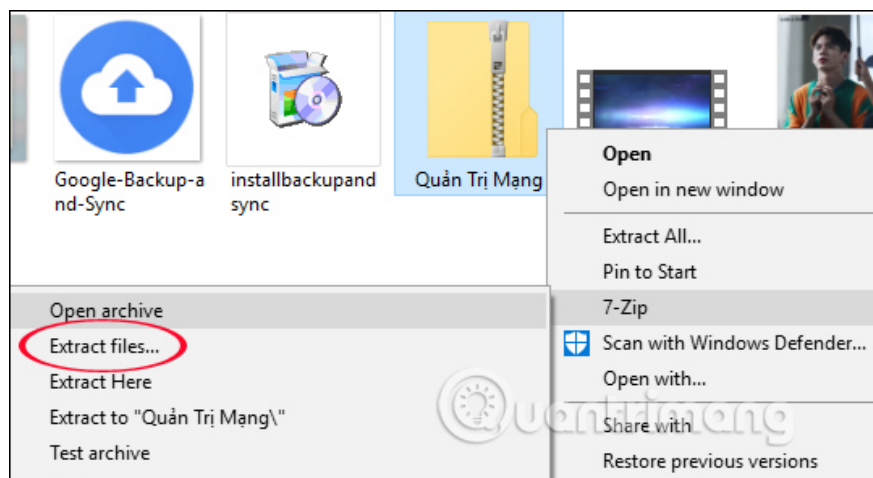 Google-Backup-a
nd-Sync
installbackupand
sync
Quản Trị Mạng
Open
Open in new window
Extract All...
Pin to Start
7-Zip
Scan with Windows Defender...
Open with...
Share with
Restore previous versions
Open archive
Extract files...
Extract Here
Extract to "Quản Trị Mạng\"
Test archive
Quantrimang